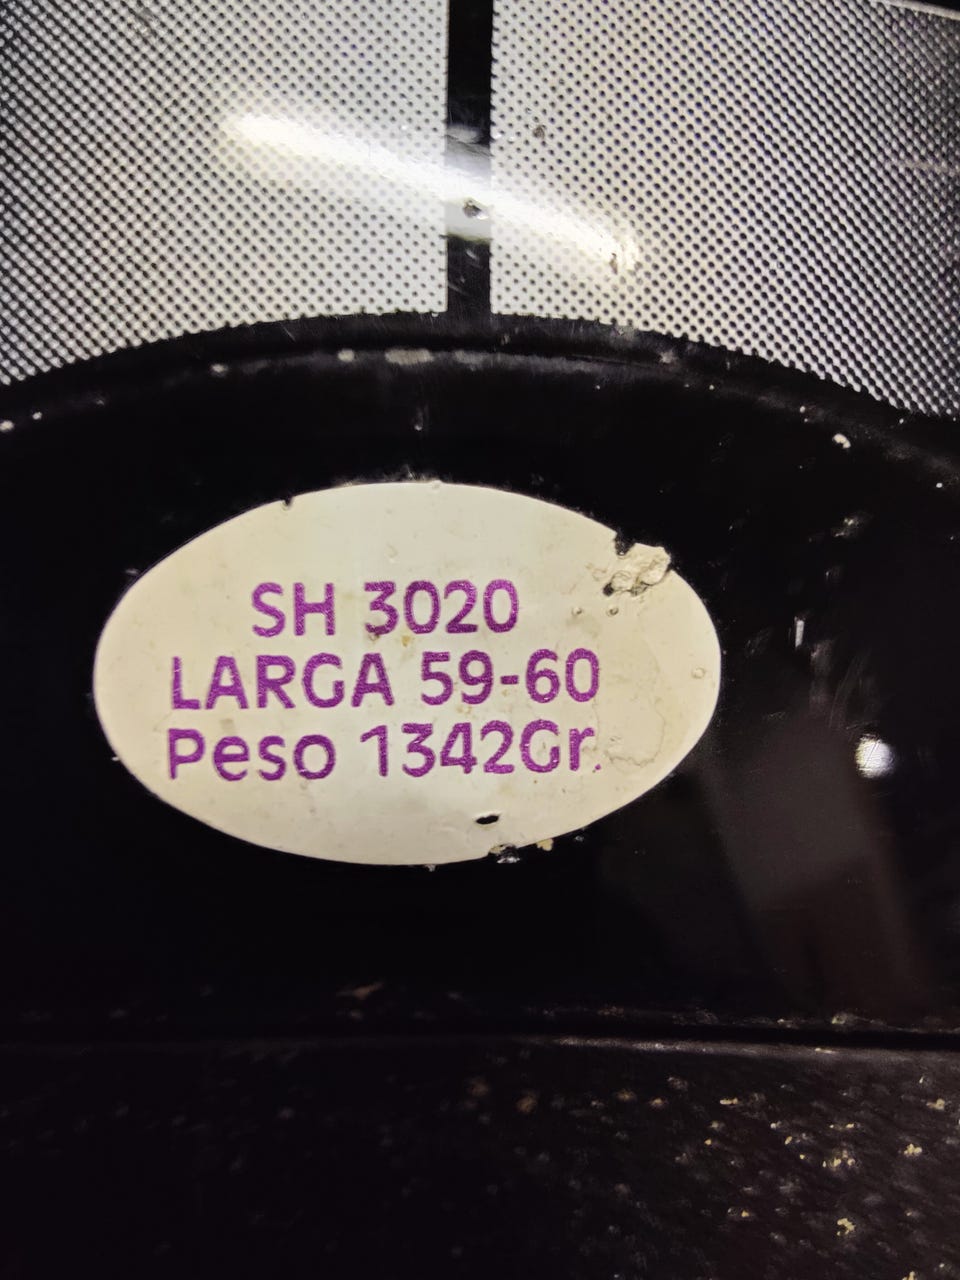 SH 3020
LARGA 59-60
Peso 1342Gr.